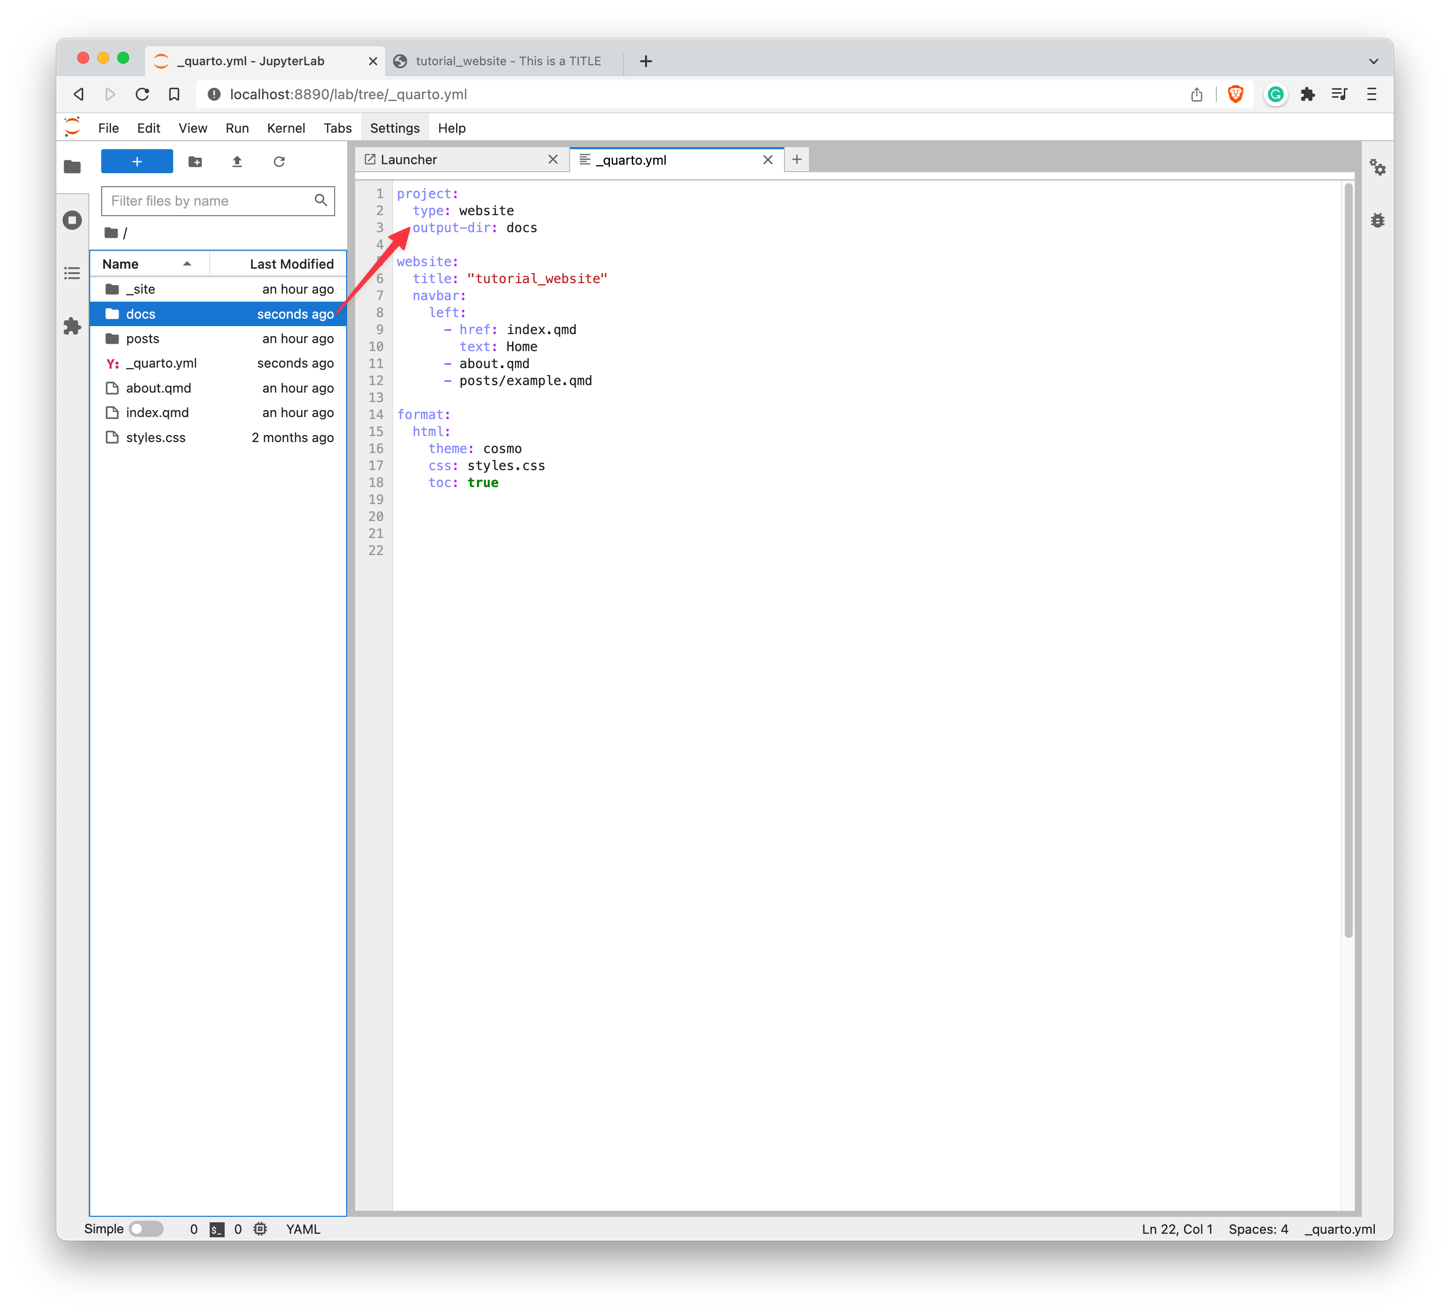 _quarto.yml - JupyterLab
tutorial_website - This is a TITLE
localhost:8890/lab/tree/_quarto.yml
File Edit View Run Kernel Tabs Settings Help
Launcher
_quarto.yml
Filter files by name
/
Name Last Modified
_site an hour ago
docs seconds ago
posts an hour ago
Y: _quarto.yml seconds ago
about.qmd an hour ago
index.qmd an hour ago
styles.css 2 months ago
1 project:
2   type: website
3   output-dir: docs
4
5 website:
6   title: "tutorial_website"
7   navbar:
8     left:
9       - href: index.qmd
10         text: Home
11       - about.qmd
12       - posts/example.qmd
13
14 format:
15   html:
16     theme: cosmo
17     css: styles.css
18     toc: true
19
20
21
22
Simple 0 $_ 0 YAML Ln 22, Col 1 Spaces: 4 _quarto.yml